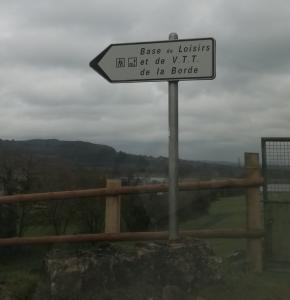 Base de Loisirs
et de V.T.T.
de la Borde